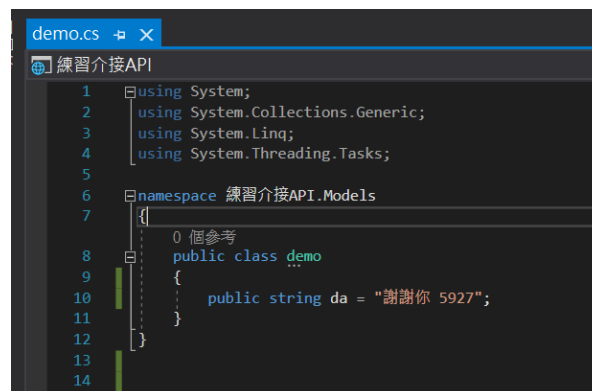 demo.cs
練習介接API
1 using System;
2 using System.Collections.Generic;
3 using System.Linq;
4 using System.Threading.Tasks;
5
6 namespace 練習介接API.Models
7 {
0 個參考
8 public class demo
9 {
10 public string da = "謝謝你 5927";
11 }
12 }
13
14